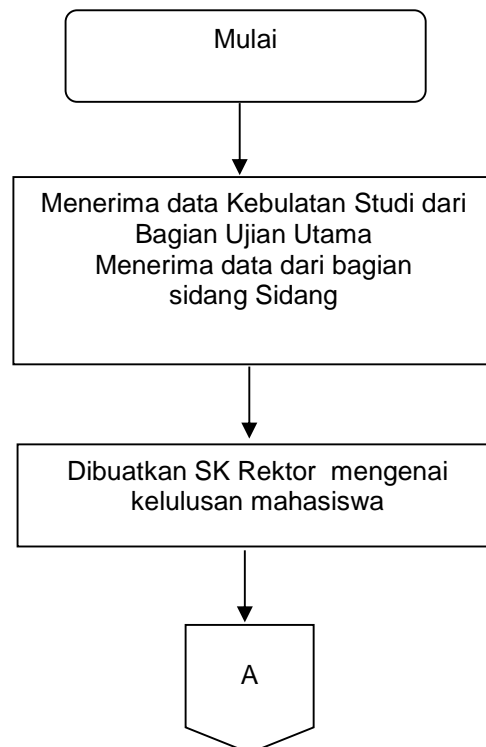 Mulai
Menerima data Kebulatan Studi dari
Bagian Ujian Utama
Menerima data dari bagian
sidang Sidang
Dibuatkan SK Rektor mengenai
kelulusan mahasiswa
A